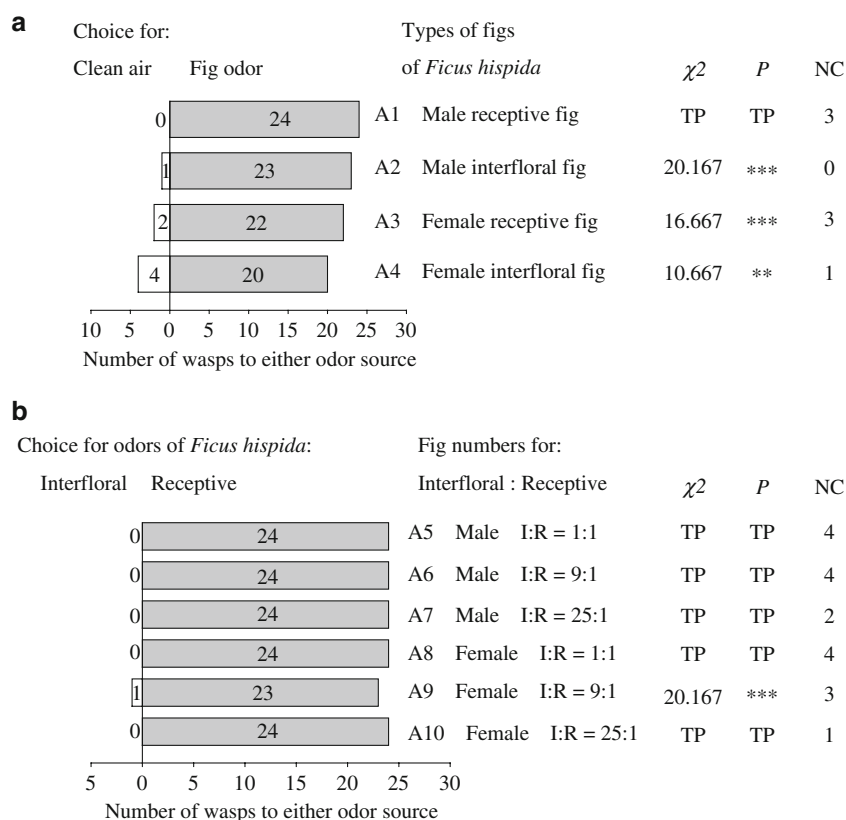 a
Choice for: Types of figs
Clean air Fig odor of Ficus hispida χ2 P NC
0 24 A1 Male receptive fig TP TP 3
1 23 A2 Male interfloral fig 20.167 *** 0
2 22 A3 Female receptive fig 16.667 *** 3
4 20 A4 Female interfloral fig 10.667 ** 1
10 5 0 5 10 15 20 25 30
Number of wasps to either odor source
b
Choice for odors of Ficus hispida: Fig numbers for:
Interfloral Receptive Interfloral : Receptive χ2 P NC
0 24 A5 Male I:R = 1:1 TP TP 4
0 24 A6 Male I:R = 9:1 TP TP 4
0 24 A7 Male I:R = 25:1 TP TP 2
0 24 A8 Female I:R = 1:1 TP TP 4
1 23 A9 Female I:R = 9:1 20.167 *** 3
0 24 A10 Female I:R = 25:1 TP TP 1
5 0 5 10 15 20 25 30
Number of wasps to either odor source